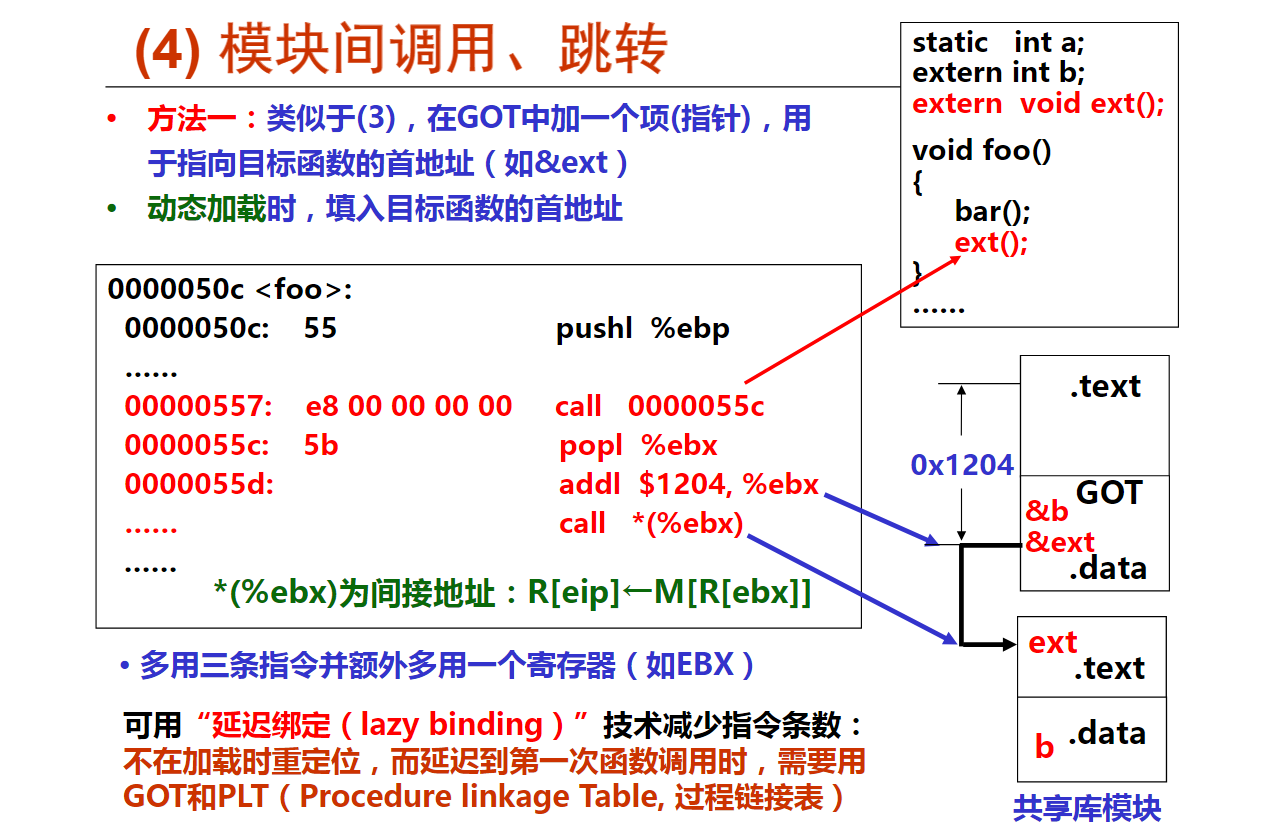 (4) 模块间调用、跳转
• 方法一：类似于(3)，在GOT中加一个项(指针)，用
于指向目标函数的首地址（如&ext）
• 动态加载时，填入目标函数的首地址
static int a;
extern int b;
extern void ext();
void foo()
{
bar();
ext();
}
......
0000050c <foo>:
0000050c: 55 pushl %ebp
......
00000557: e8 00 00 00 00 call 0000055c
0000055c: 5b popl %ebx
0000055d: addl $1204, %ebx
...... call *(%ebx)
......
*(%ebx)为间接地址：R[eip]←M[R[ebx]]
.text
0x1204
GOT
&b
&ext
.data
ext
.text
b .data
共享库模块
• 多用三条指令并额外多用一个寄存器（如EBX）
可用“延迟绑定（lazy binding）”技术减少指令条数：
不在加载时重定位，而延迟到第一次函数调用时，需要用
GOT和PLT（Procedure linkage Table, 过程链接表）